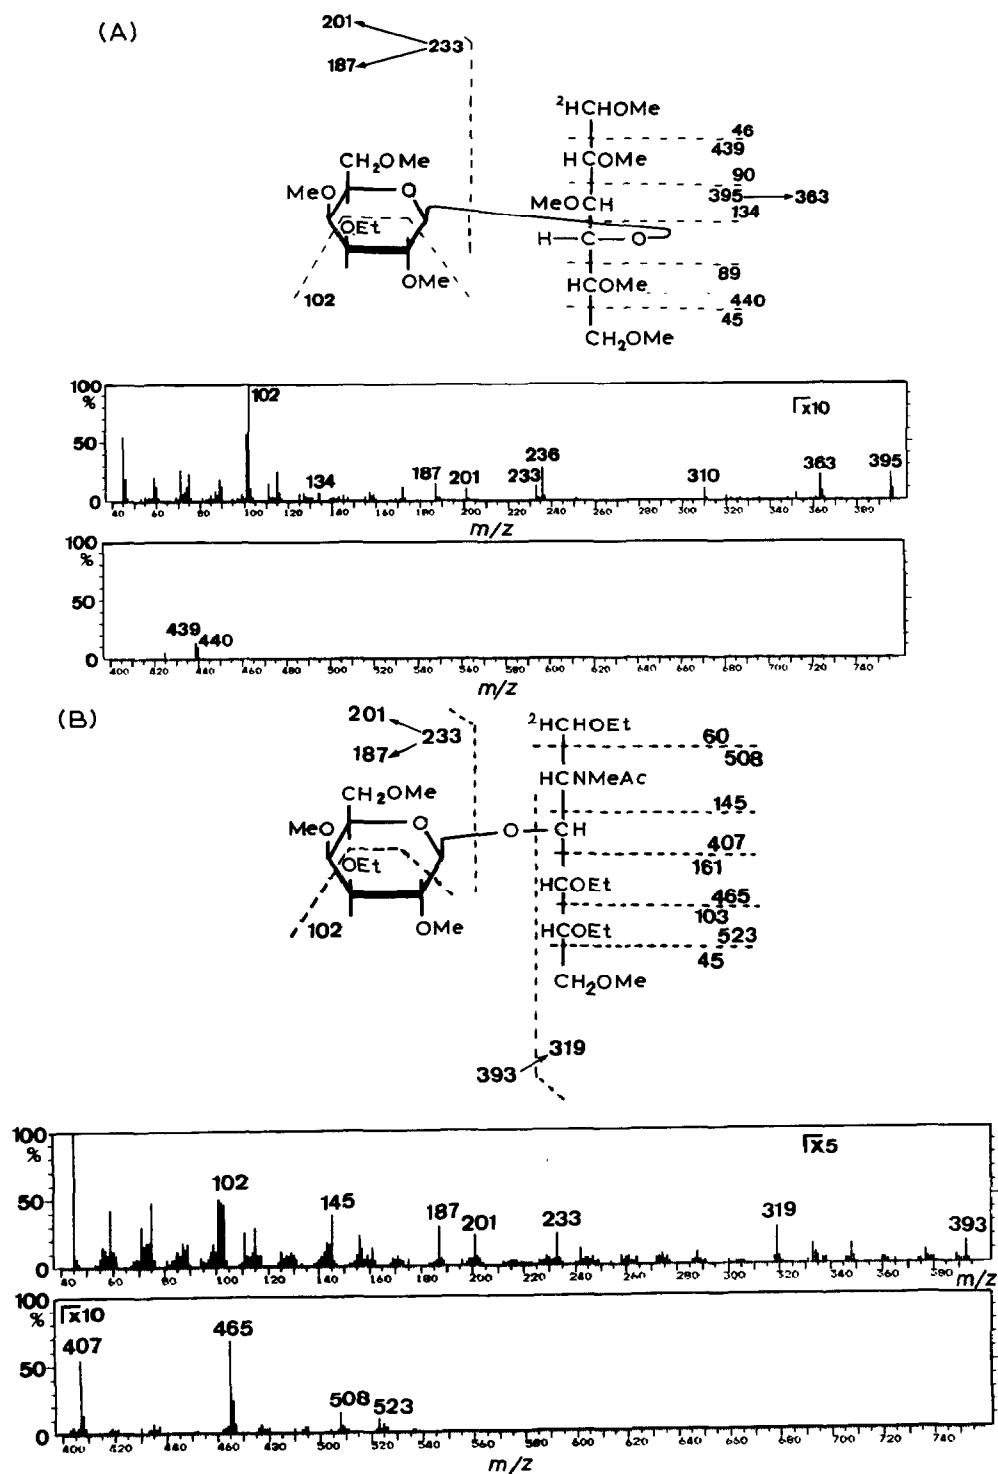 (A)
201
233
187
²HCHOMe
46
439
HCOMe
90
395 363
MeOCH
134
H C O
89
HCOMe
440
45
CH₂OMe
CH₂OMe
MeO
O
OEt
OMe
102
100
%
50
0
102
134
187
201
233
236
310
363
395
x10
40 60 80 100 120 140 160 180 200 220 240 260 280 300 320 340 360 380
m/z
100
%
50
0
439
440
400 420 440 460 480 500 520 540 560 580 600 620 640 660 680 700 720 740
m/z
(B)
201
233
187
²HCHOEt
60
508
HCNMeAc
145
O CH
407
161
HCOEt
465
103
HCOEt
523
45
CH₂OMe
CH₂OMe
MeO
O
OEt
OMe
102
319
393
100
%
50
0
102
145
187
201
233
319
393
x5
40 60 80 100 120 140 160 180 200 220 240 260 280 300 320 340 360 380
m/z
100
%
50
0
x10
407
465
508
523
400 420 440 460 480 500 520 540 560 580 600 620 640 660 680 700 720 740
m/z